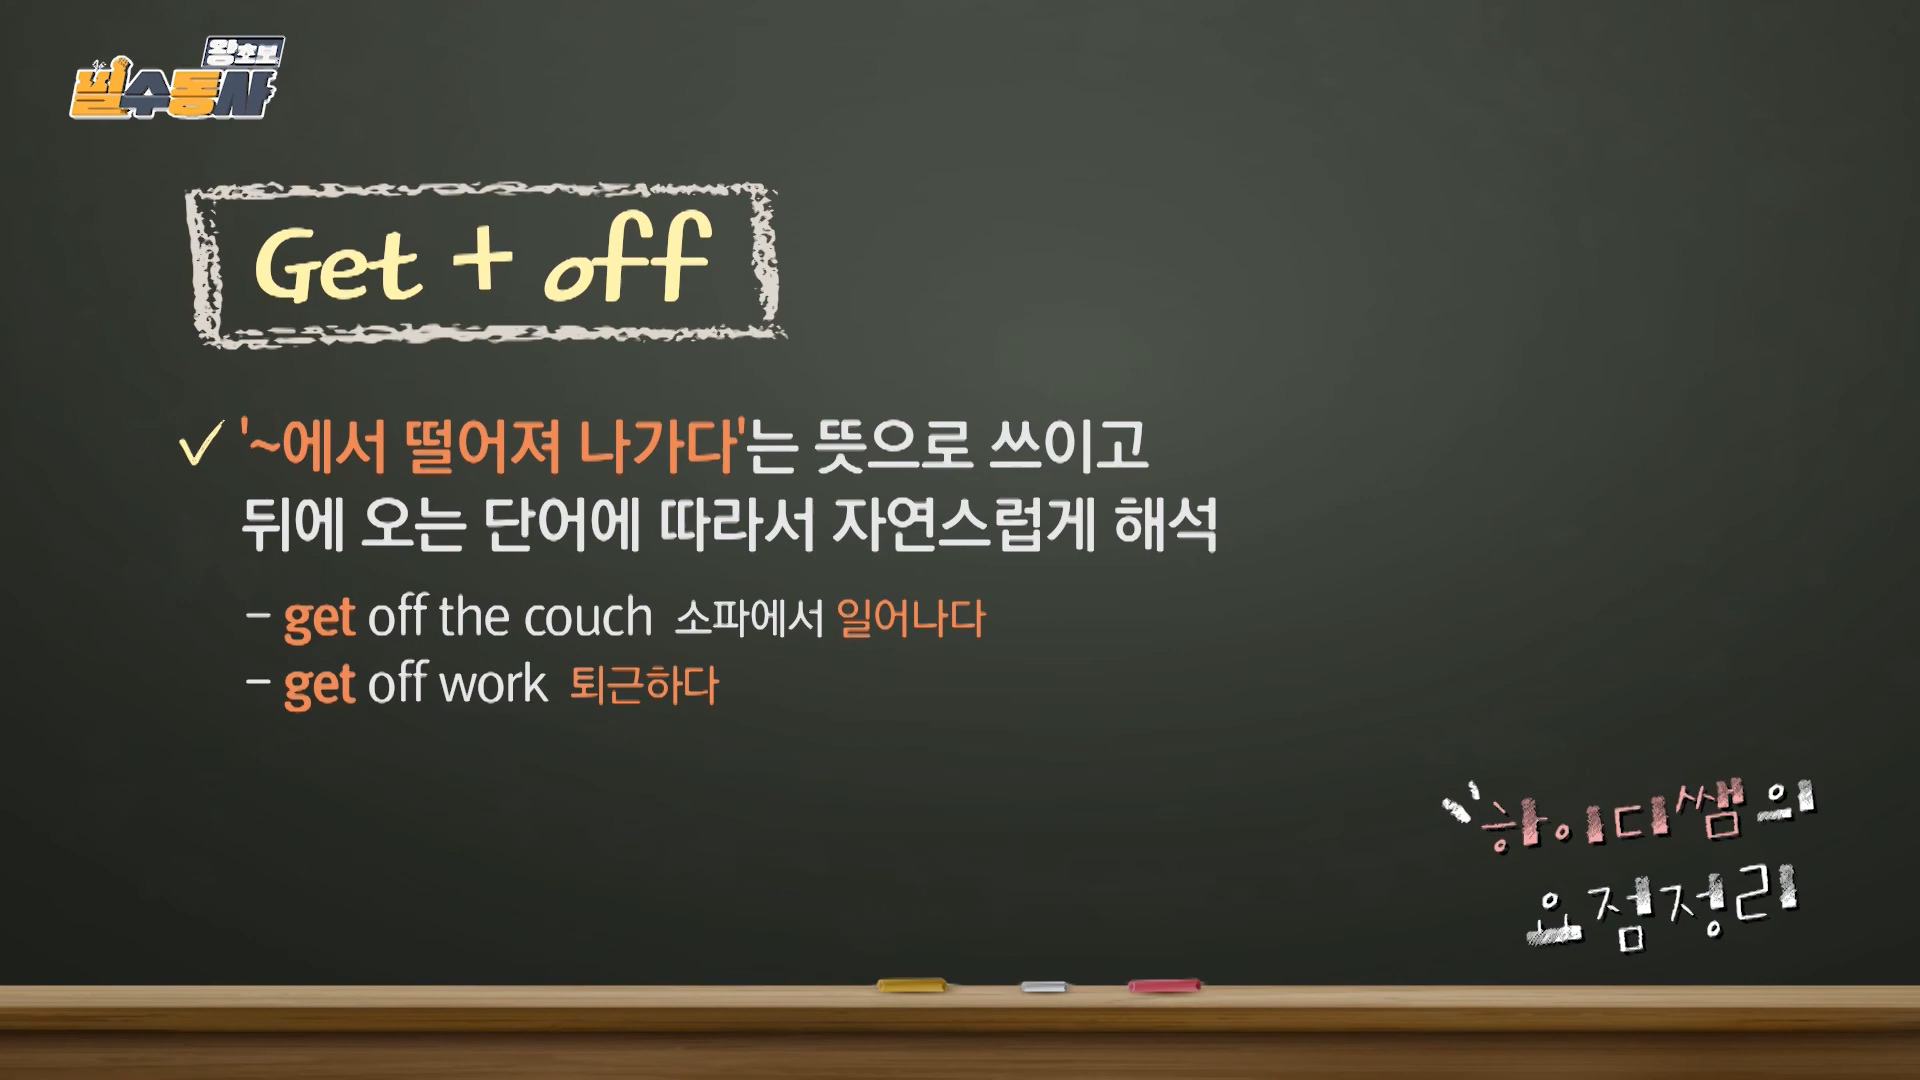 왕초보
필수동사
Get + off
✓ '~에서 떨어져 나가다'는 뜻으로 쓰이고
뒤에 오는 단어에 따라서 자연스럽게 해석
– get off the couch 소파에서 일어나다
– get off work 퇴근하다
하이디쌤의
요점정리